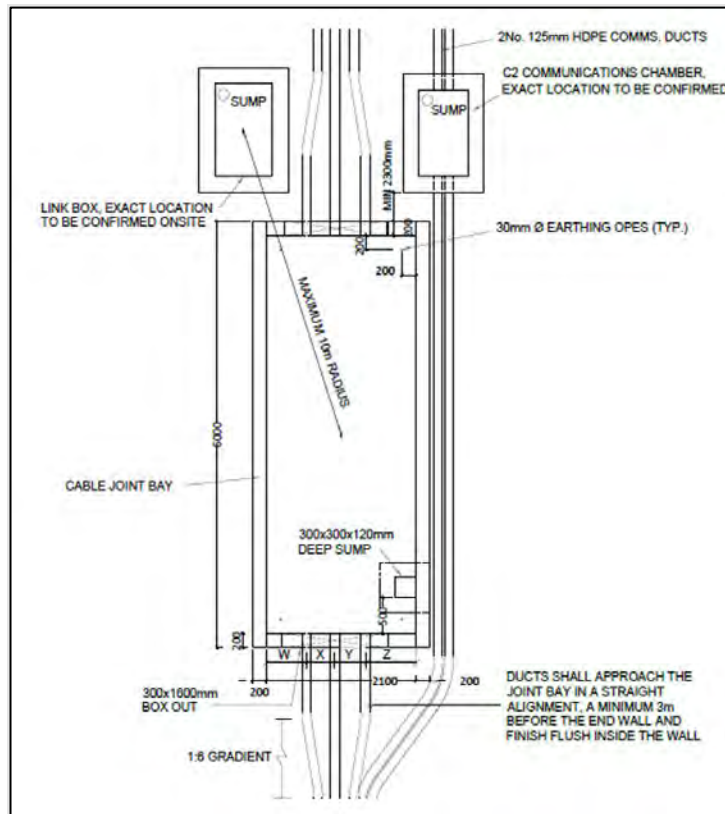 2No. 125mm HDPE COMMS, DUCTS
C2 COMMUNICATIONS CHAMBER,
EXACT LOCATION TO BE CONFIRMED
SUMP
SUMP
LINK BOX, EXACT LOCATION
TO BE CONFIRMED ONSITE
MIN 2300mm
30mm Ø EARTHING OPES (TYP.)
200
200
200
MAXIMUM 10m RADIUS
6000
CABLE JOINT BAY
300x300x120mm
DEEP SUMP
500
200
W X Y Z
200
2100
200
300x1600mm
BOX OUT
DUCTS SHALL APPROACH THE
JOINT BAY IN A STRAIGHT
ALIGNMENT, A MINIMUM 3m
BEFORE THE END WALL AND
FINISH FLUSH INSIDE THE WALL
1:6 GRADIENT